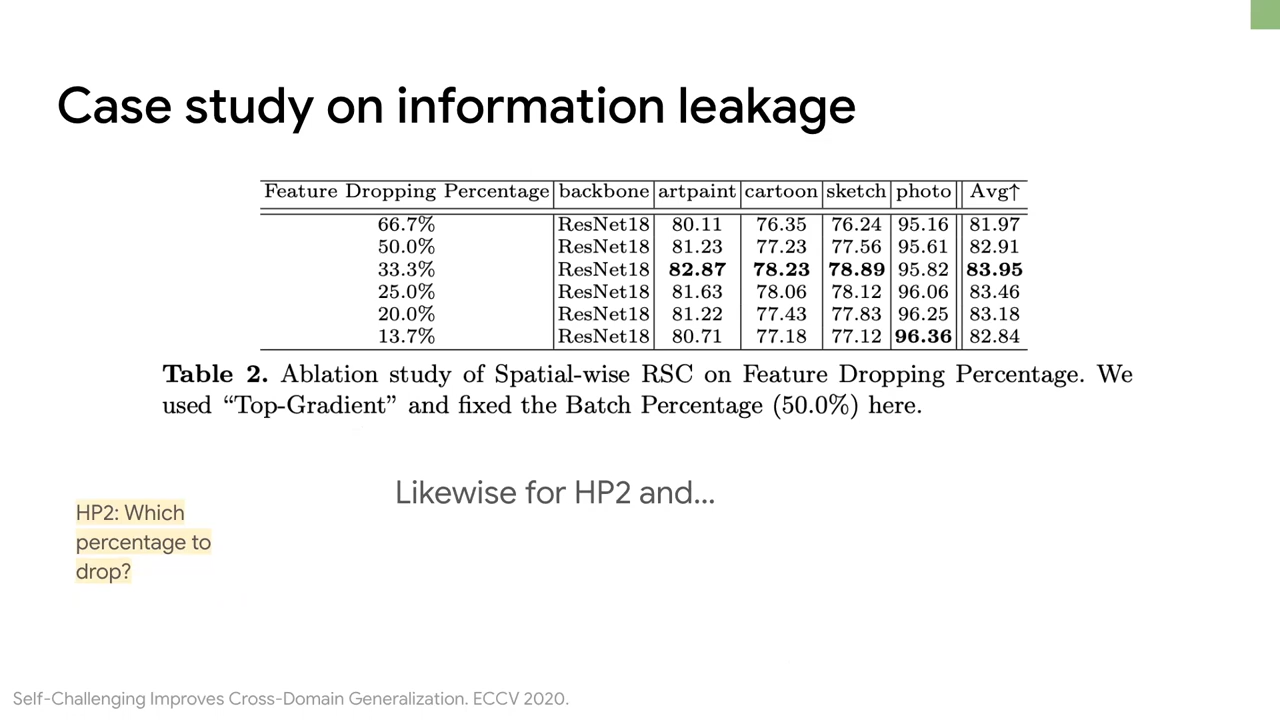 Case study on information leakage
Feature Dropping Percentage backbone artpaint cartoon sketch photo Avg↑
66.7% ResNet18 80.11 76.35 76.24 95.16 81.97
50.0% ResNet18 81.23 77.23 77.56 95.61 82.91
33.3% ResNet18 82.87 78.23 78.89 95.82 83.95
25.0% ResNet18 81.63 78.06 78.12 96.06 83.46
20.0% ResNet18 81.22 77.43 77.83 96.25 83.18
13.7% ResNet18 80.71 77.18 77.12 96.36 82.84
Table 2. Ablation study of Spatial-wise RSC on Feature Dropping Percentage. We
used “Top-Gradient” and fixed the Batch Percentage (50.0%) here.
Likewise for HP2 and...
HP2: Which
percentage to
drop?
Self-Challenging Improves Cross-Domain Generalization. ECCV 2020.